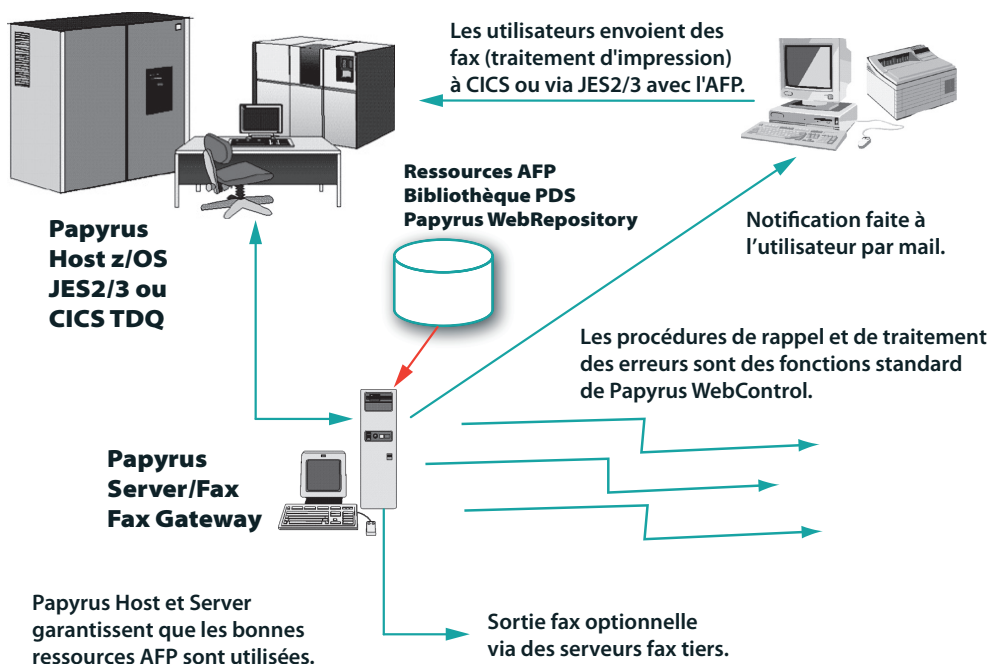 Les utilisateurs envoient des
fax (traitement d'impression)
à CICS ou via JES2/3 avec l'AFP.
Ressources AFP
Bibliothèque PDS
Papyrus WebRepository
Notification faite à
l’utilisateur par mail.
Papyrus
Host z/OS
JES2/3 ou
CICS TDQ
Les procédures de rappel et de traitement
des erreurs sont des fonctions standard
de Papyrus WebControl.
Papyrus
Server/Fax
Fax Gateway
Papyrus Host et Server
garantissent que les bonnes
ressources AFP sont utilisées.
Sortie fax optionnelle
via des serveurs fax tiers.